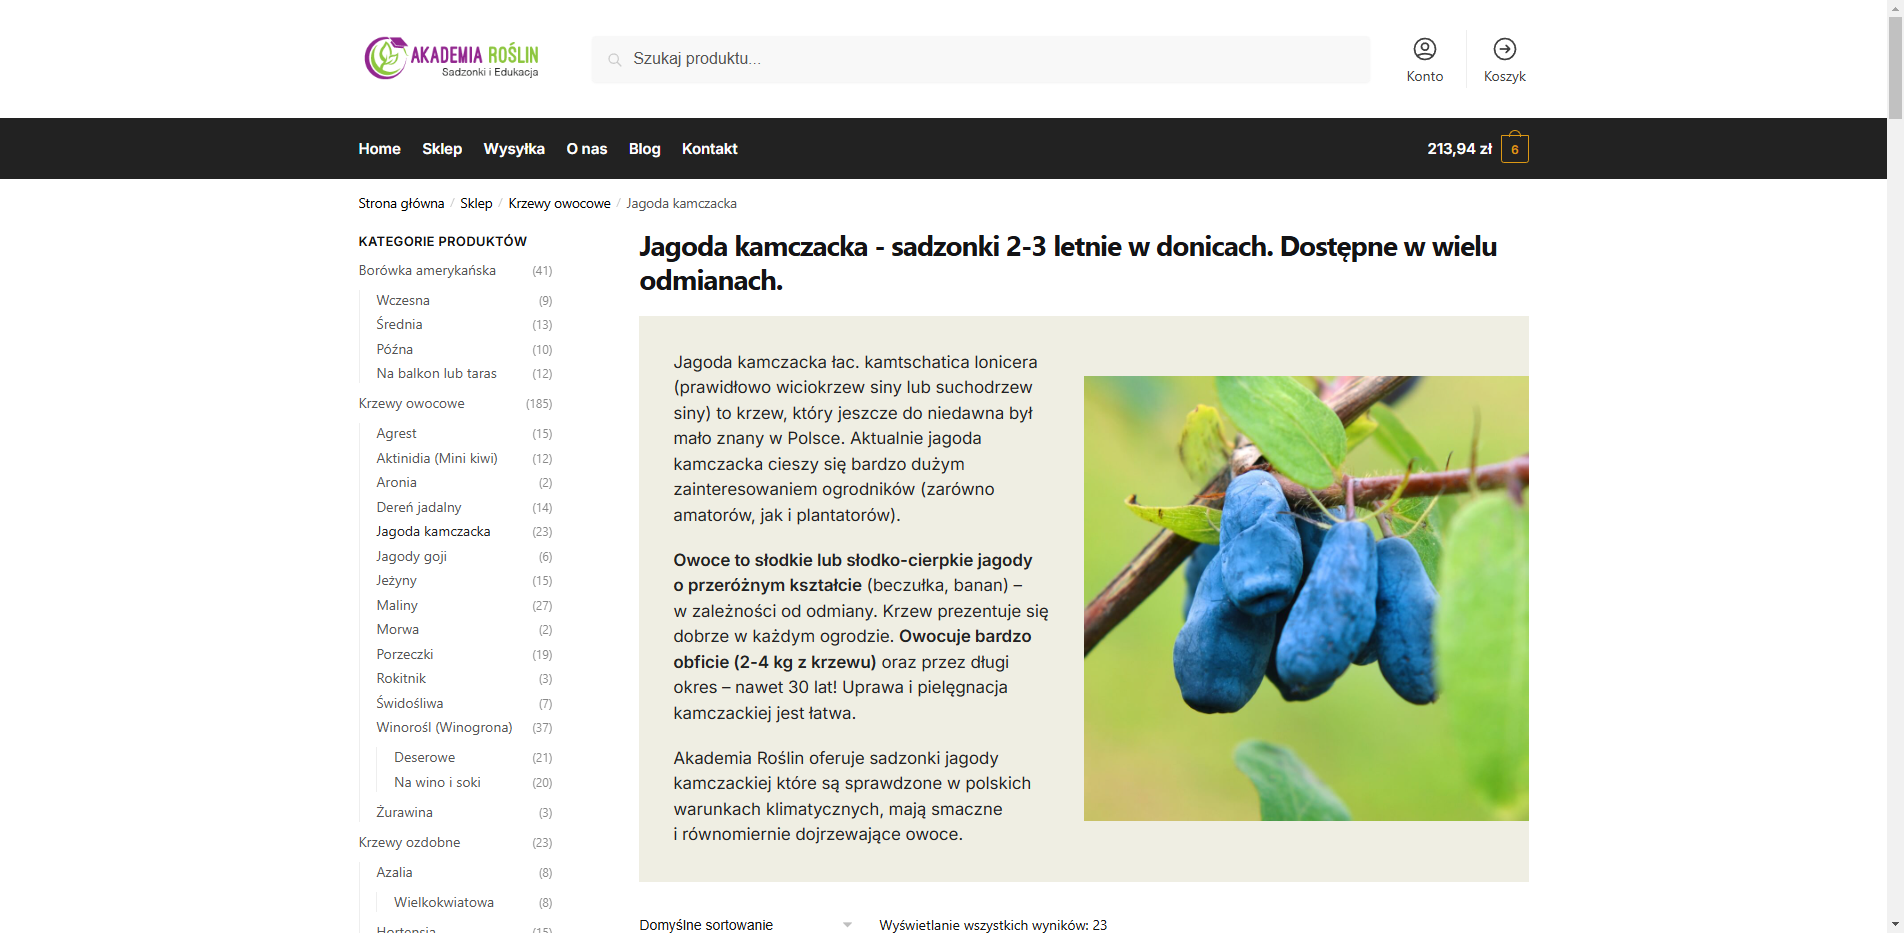 AKADEMIA ROŚLIN
Sadzonki i Edukacja
Szukaj produktu...
Konto
Koszyk
Home
Sklep
Wysyłka
O nas
Blog
Kontakt
213,94 zł
6
Strona główna / Sklep / Krzewy owocowe / Jagoda kamczacka
KATEGORIE PRODUKTÓW
Borówka amerykańska (41)
Wczesna (9)
Średnia (13)
Późna (10)
Na balkon lub taras (12)
Krzewy owocowe (185)
Agrest (15)
Aktinidia (Mini kiwi) (12)
Aronia (2)
Dereń jadalny (14)
Jagoda kamczacka (23)
Jagody goji (6)
Jeżyny (15)
Maliny (27)
Morwa (2)
Porzeczki (19)
Rokitnik (3)
Świdośliwa (7)
Winorośl (Winogrona) (37)
Deserowe (21)
Na wino i soki (20)
Żurawina (3)
Krzewy ozdobne (23)
Azalia (8)
Wielkokwiatowa (8)
Hortensja (15)
Jagoda kamczacka - sadzonki 2-3 letnie w donicach. Dostępne w wielu
odmianach.
Jagoda kamczacka łac. kamtschatica lonicera
(prawidłowo wiciokrzew siny lub suchodrzew
siny) to krzew, który jeszcze do niedawna był
mało znany w Polsce. Aktualnie jagoda
kamczacka cieszy się bardzo dużym
zainteresowaniem ogrodników (zarówno
amatorów, jak i plantatorów).
Owoce to słodkie lub słodko-cierpkie jagody
o przeróżnym kształcie (beczułka, banan) –
w zależności od odmiany. Krzew prezentuje się
dobrze w każdym ogrodzie. Owocuje bardzo
obficie (2-4 kg z krzewu) oraz przez długi
okres – nawet 30 lat! Uprawa i pielęgnacja
kamczackiej jest łatwa.
Akademia Roślin oferuje sadzonki jagody
kamczackiej które są sprawdzone w polskich
warunkach klimatycznych, mają smaczne
i równomiernie dojrzewające owoce.
Domyślne sortowanie
Wyświetlanie wszystkich wyników: 23